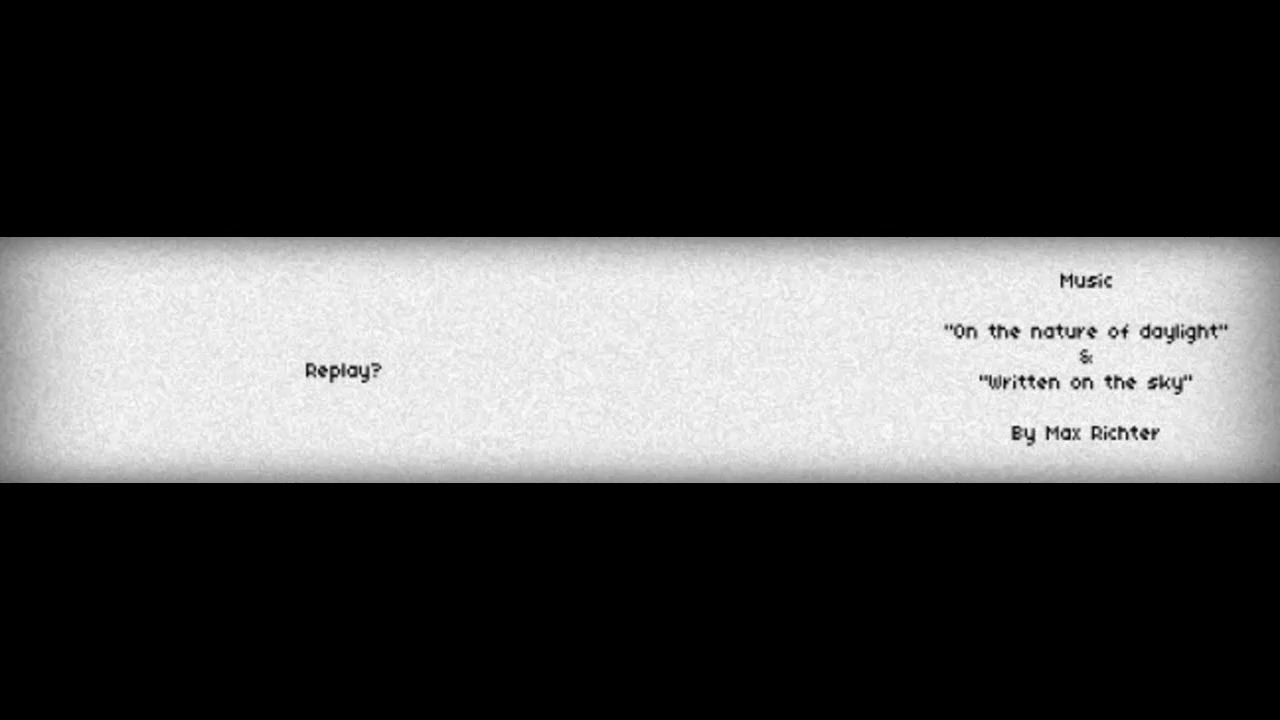 Replay?
Music
"On the nature of daylight"
&
"Written on the sky"
By Max Richter